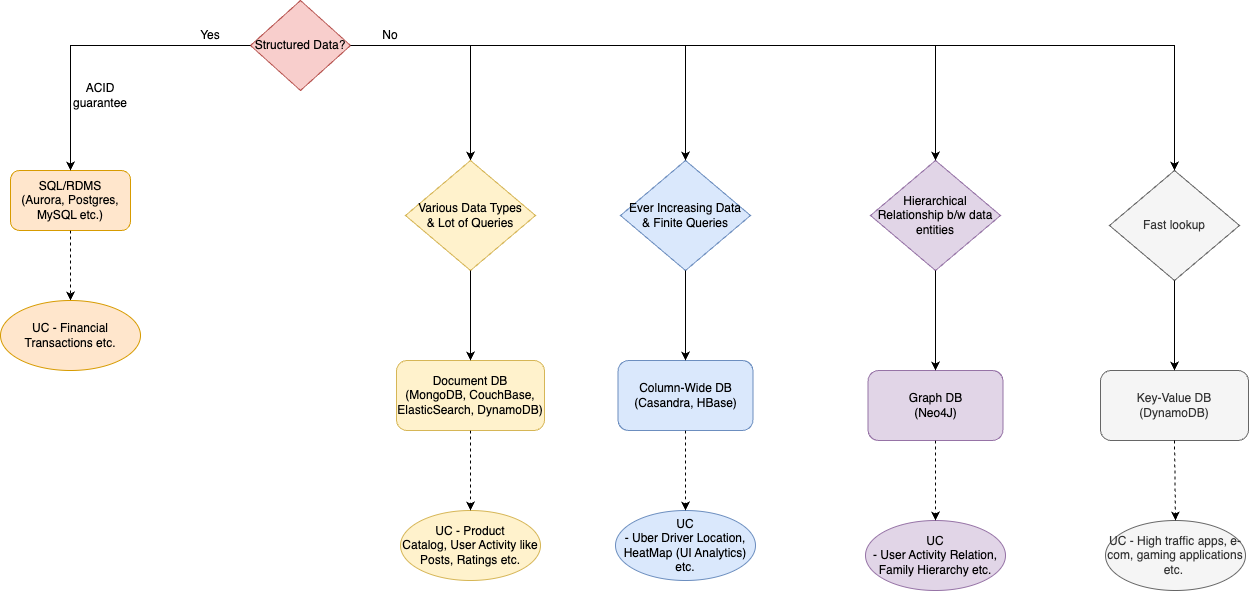 Yes
Structured Data?
No
ACID
guarantee
SQL/RDMS
(Aurora, Postgres,
MySQL etc.)
UC - Financial
Transactions etc.
Various Data Types
& Lot of Queries
Document DB
(MongoDB, CouchBase,
ElasticSearch, DynamoDB)
UC - Product
Catalog, User Activity like
Posts, Ratings etc.
Ever Increasing Data
& Finite Queries
Column-Wide DB
(Casandra, HBase)
UC
- Uber Driver Location,
HeatMap (UI Analytics)
etc.
Hierarchical
Relationship b/w data
entities
Graph DB
(Neo4J)
UC
- User Activity Relation,
Family Hierarchy etc.
Fast lookup
Key-Value DB
(DynamoDB)
UC - High traffic apps, e-
com, gaming applications
etc.